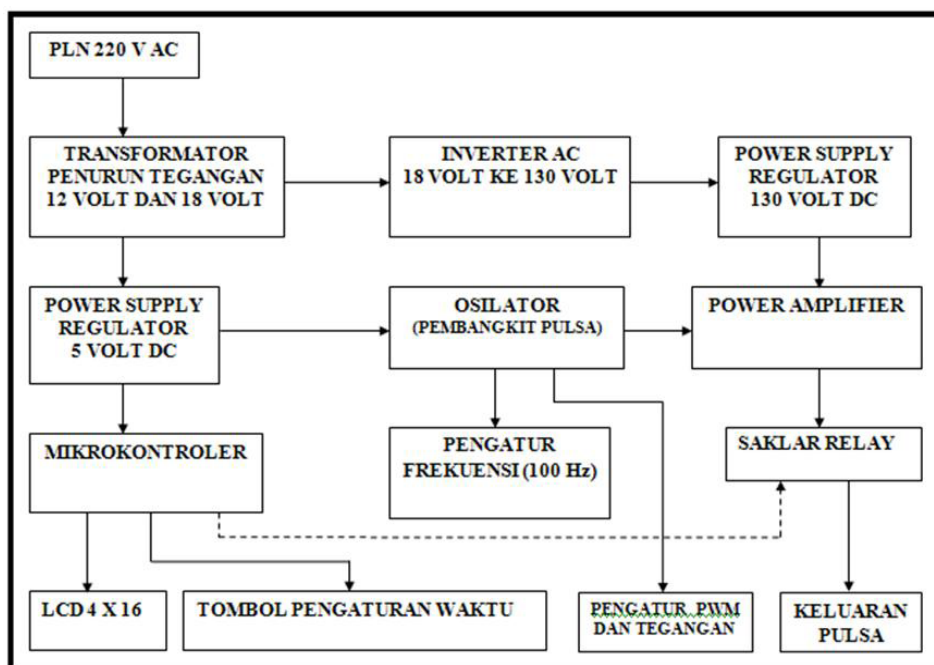 PLN 220 V AC
TRANSFORMATOR
PENURUN TEGANGAN
12 VOLT DAN 18 VOLT
INVERTER AC
18 VOLT KE 130 VOLT
POWER SUPPLY
REGULATOR
130 VOLT DC
POWER SUPPLY
REGULATOR
5 VOLT DC
OSILATOR
(PEMBANGKIT PULSA)
POWER AMPLIFIER
MIKROKONTROLER
PENGATUR
FREKUENSI (100 Hz)
SAKLAR RELAY
LCD 4 X 16
TOMBOL PENGATURAN WAKTU
PENGATUR PWM
DAN TEGANGAN
KELUARAN
PULSA